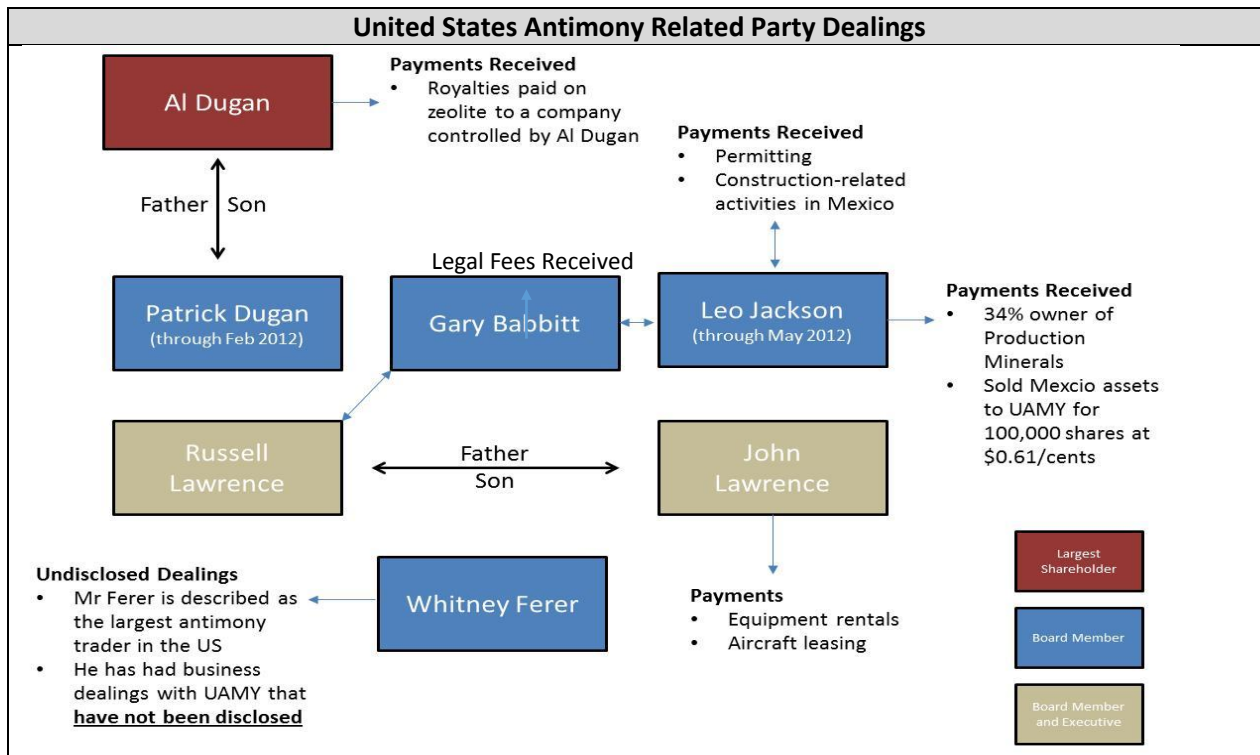 United States Antimony Related Party Dealings
Al Dugan
Payments Received
• Royalties paid on
zeolite to a company
controlled by Al Dugan
Payments Received
• Permitting
• Construction-related
activities in Mexico
Father
Son
Legal Fees Received
Patrick Dugan
(through Feb 2012)
Gary Babbitt
Leo Jackson
(through May 2012)
Payments Received
• 34% owner of
Production
Minerals
• Sold Mexcio assets
to UAMY for
100,000 shares at
$0.61/cents
Russell
Lawrence
Father
Son
John
Lawrence
Undisclosed Dealings
• Mr Ferer is described as
the largest antimony
trader in the US
• He has had business
dealings with UAMY that
have not been disclosed
Whitney Ferer
Payments
• Equipment rentals
• Aircraft leasing
Largest
Shareholder
Board Member
Board Member
and Executive